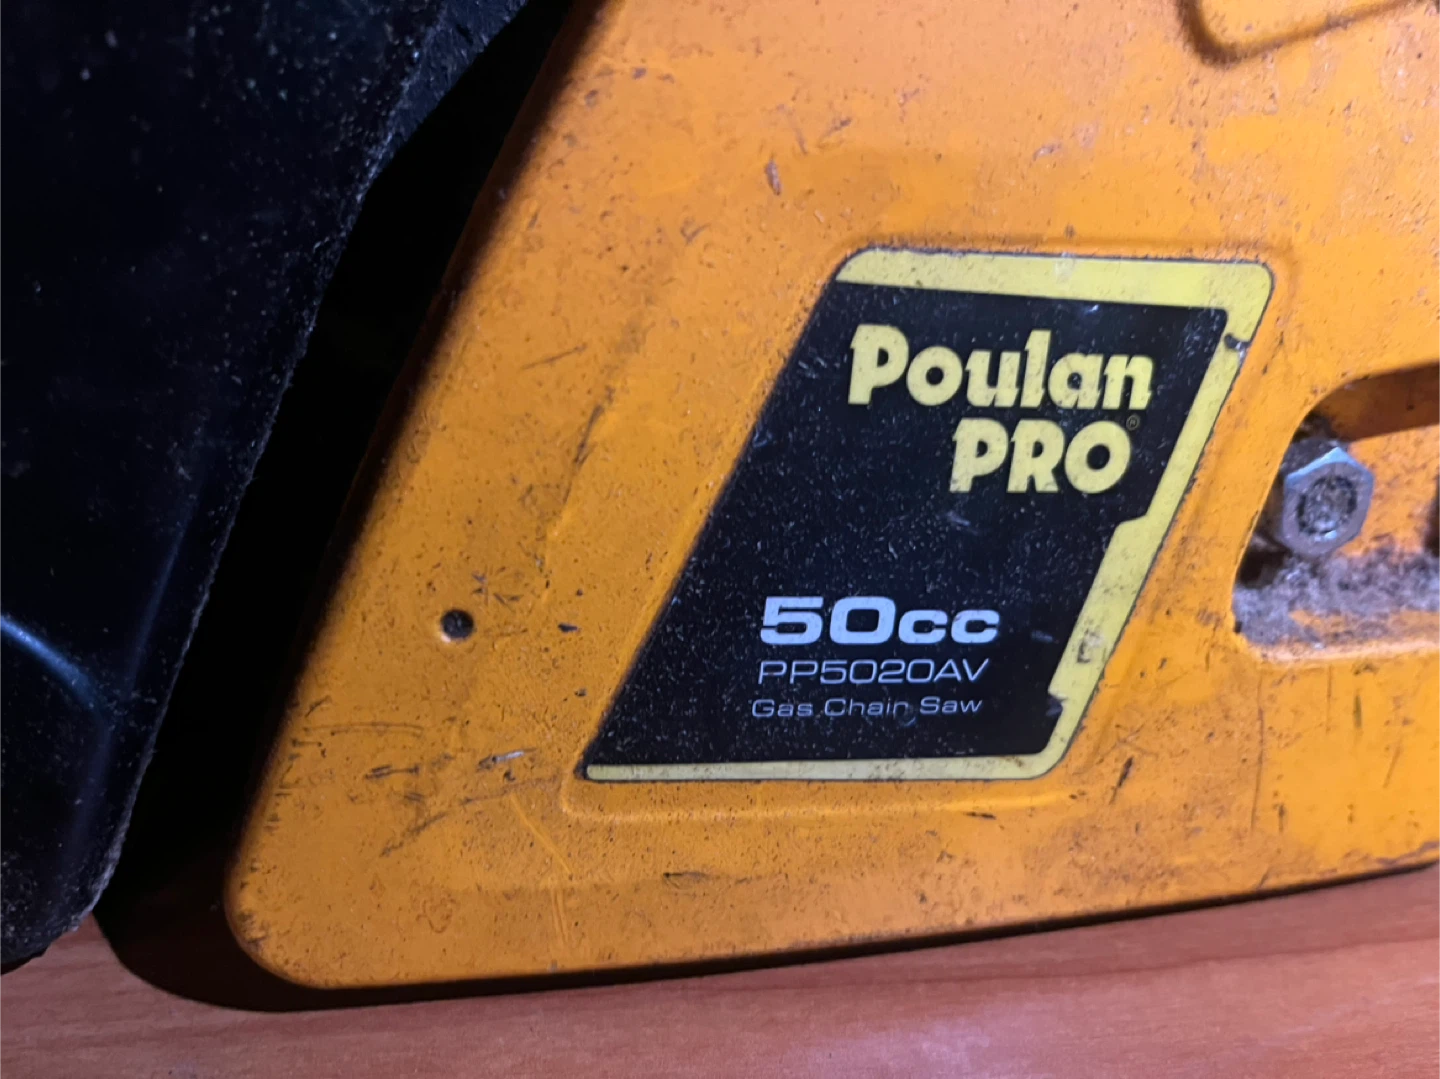 Poulan
PRO®
50cc
PP5020AV
Gas Chain Saw